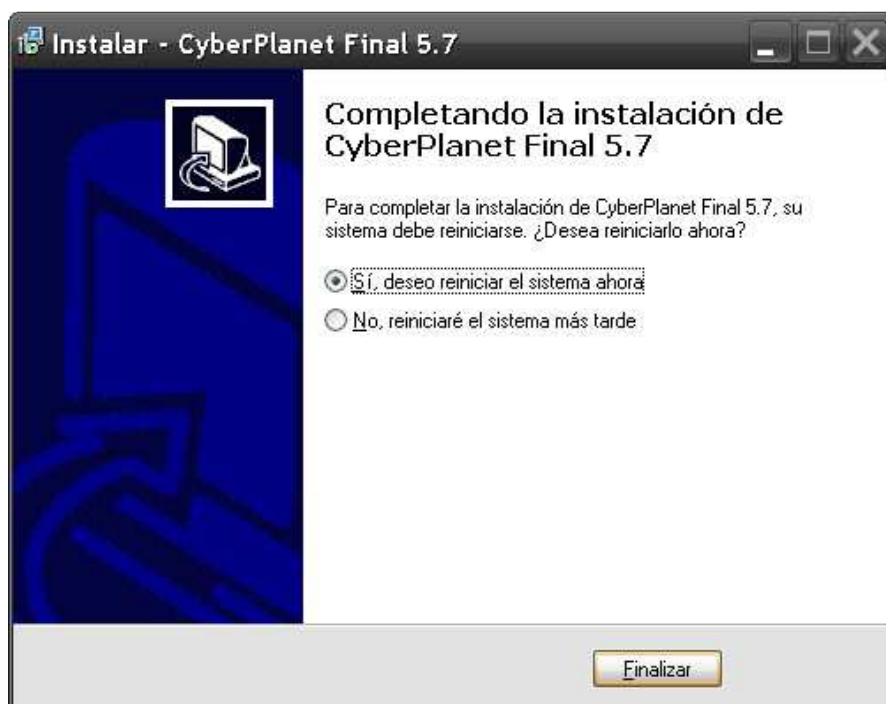 Instalar - CyberPlanet Final 5.7
Completando la instalación de
CyberPlanet Final 5.7
Para completar la instalación de CyberPlanet Final 5.7, su
sistema debe reiniciarse. ¿Desea reiniciarlo ahora?
Sí, deseo reiniciar el sistema ahora
No, reiniciaré el sistema más tarde
Finalizar